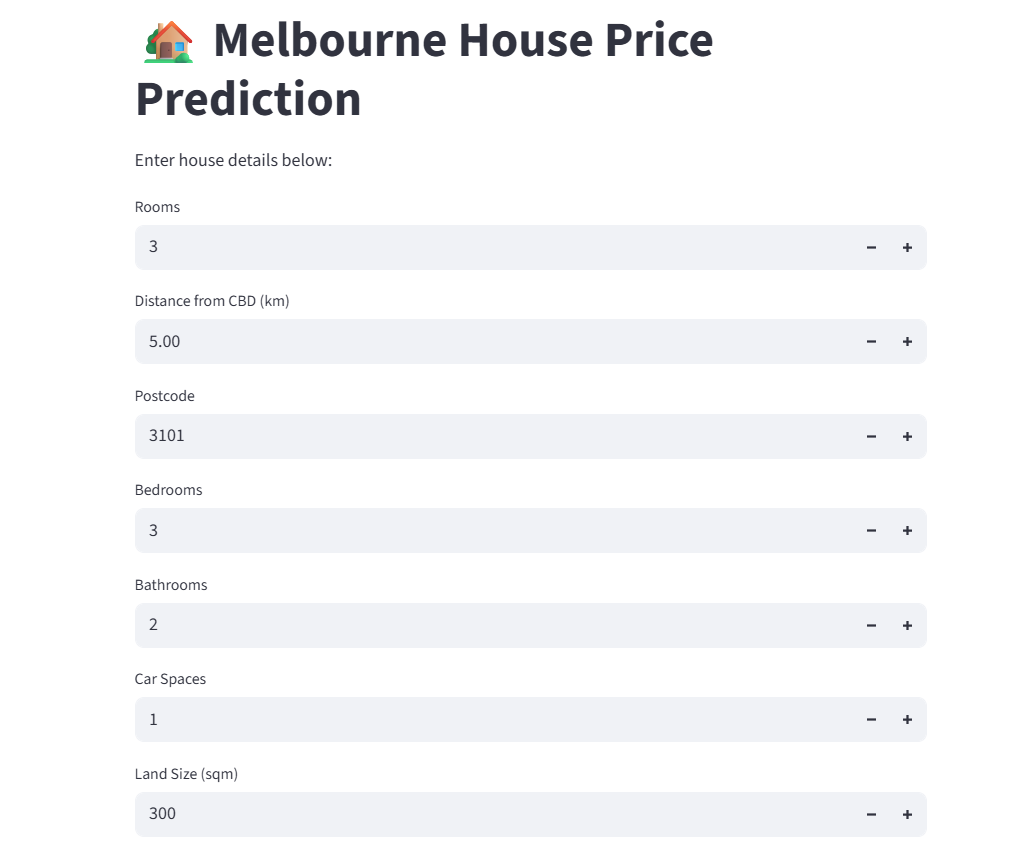 Melbourne House Price
Prediction
Enter house details below:
Rooms
3
Distance from CBD (km)
5.00
Postcode
3101
Bedrooms
3
Bathrooms
2
Car Spaces
1
Land Size (sqm)
300